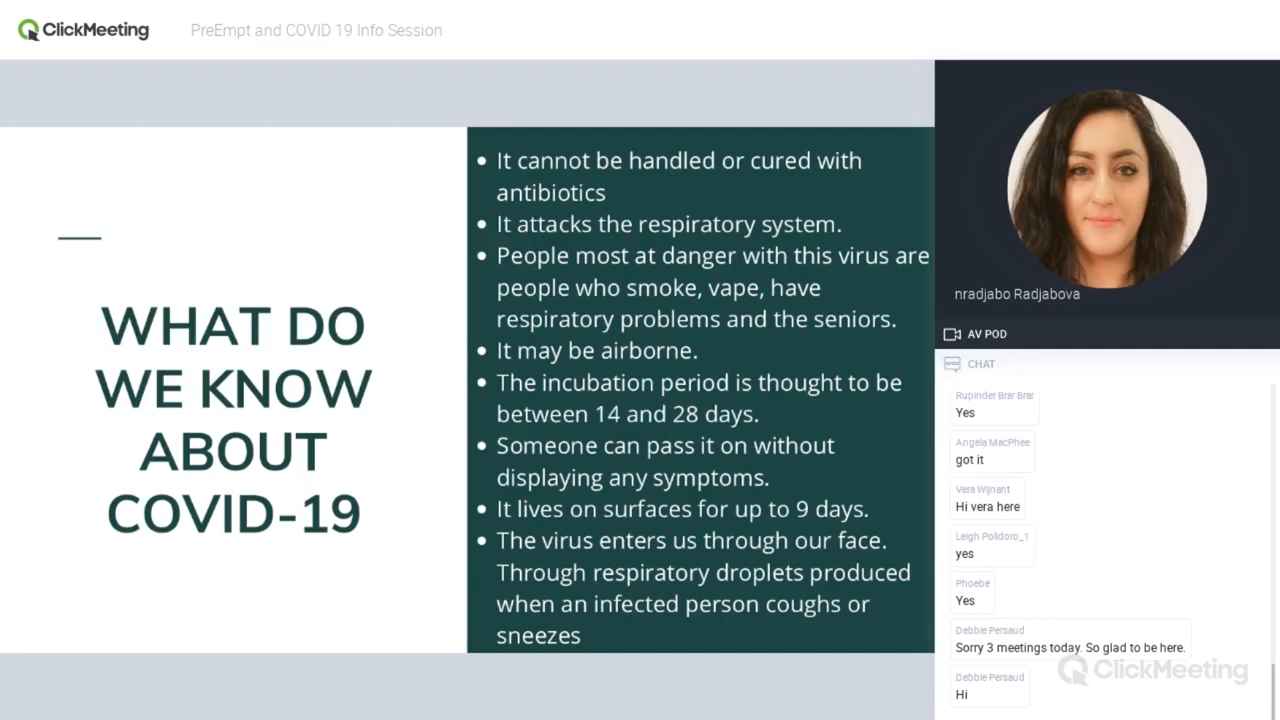 ClickMeeting
PreEmpt and COVID 19 Info Session
WHAT DO
WE KNOW
ABOUT
COVID-19
• It cannot be handled or cured with
antibiotics
• It attacks the respiratory system.
• People most at danger with this virus are
people who smoke, vape, have
respiratory problems and the seniors.
• It may be airborne.
• The incubation period is thought to be
between 14 and 28 days.
• Someone can pass it on without
displaying any symptoms.
• It lives on surfaces for up to 9 days.
• The virus enters us through our face.
Through respiratory droplets produced
when an infected person coughs or
sneezes
nradjabo Radjabova
AV POD
CHAT
Rupinder Brar Brar
Yes
Angela MacPhee
got it
Vera Wijnant
Hi vera here
Leigh Polidoro_1
yes
Phoebe
Yes
Debbie Persaud
Sorry 3 meetings today. So glad to be here.
Debbie Persaud
Hi
ClickMeeting